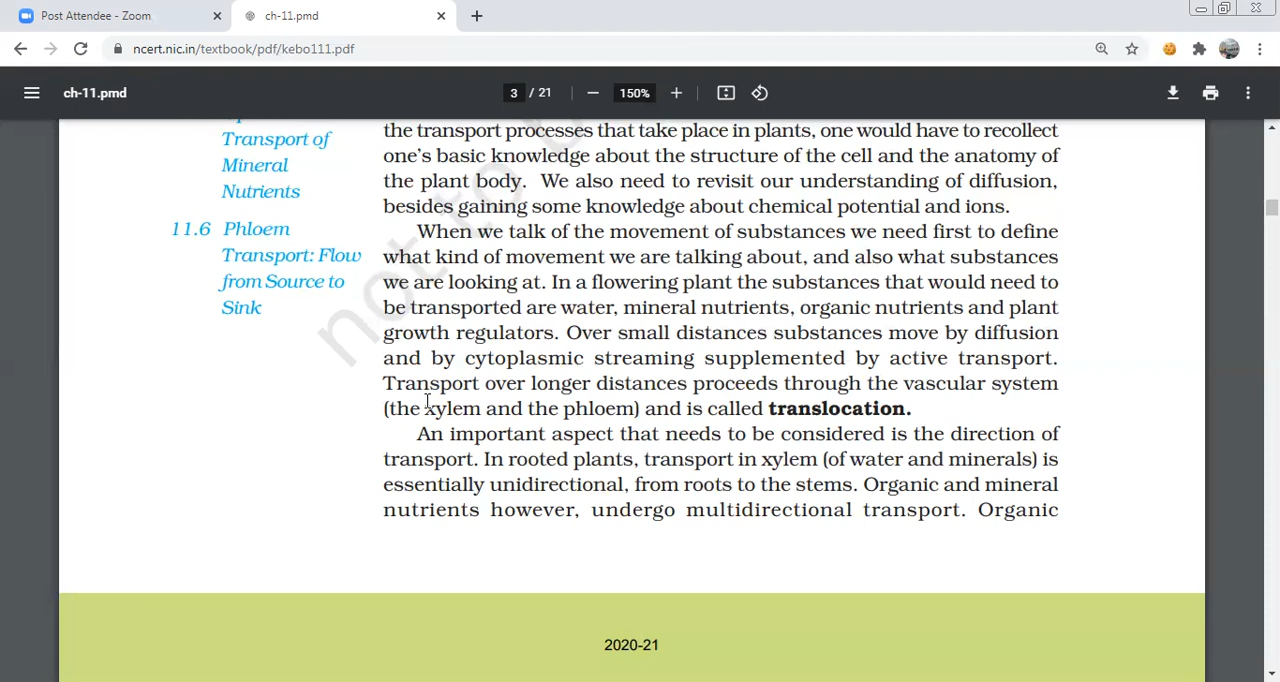 Post Attendee - Zoom
ch-11.pmd
ncert.nic.in/textbook/pdf/kebo111.pdf
ch-11.pmd
3 / 21
150%
Transport of
Mineral
Nutrients
11.6 Phloem
Transport: Flow
from Source to
Sink
the transport processes that take place in plants, one would have to recollect
one's basic knowledge about the structure of the cell and the anatomy of
the plant body. We also need to revisit our understanding of diffusion,
besides gaining some knowledge about chemical potential and ions.
When we talk of the movement of substances we need first to define
what kind of movement we are talking about, and also what substances
we are looking at. In a flowering plant the substances that would need to
be transported are water, mineral nutrients, organic nutrients and plant
growth regulators. Over small distances substances move by diffusion
and by cytoplasmic streaming supplemented by active transport.
Transport over longer distances proceeds through the vascular system
(the xylem and the phloem) and is called translocation.
An important aspect that needs to be considered is the direction of
transport. In rooted plants, transport in xylem (of water and minerals) is
essentially unidirectional, from roots to the stems. Organic and mineral
nutrients however, undergo multidirectional transport. Organic
not to b
2020-21